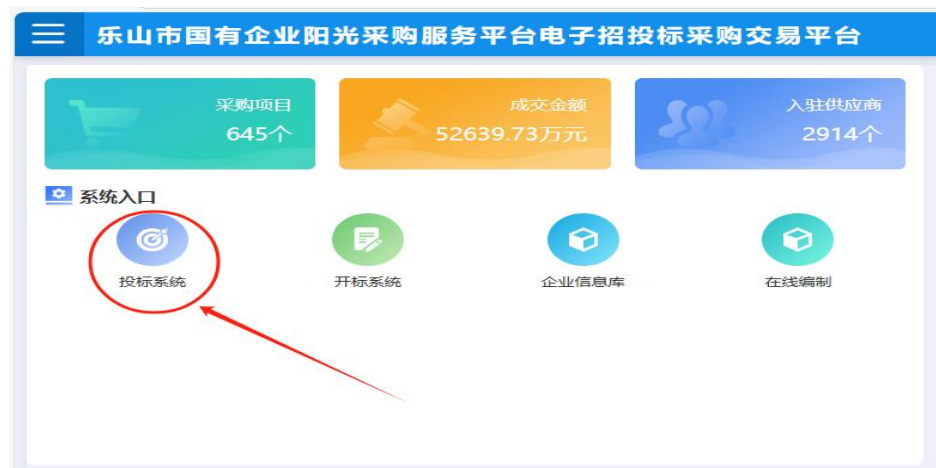 乐山市国有企业阳光采购服务平台电子招投标采购交易平台
采购项目
645个
成交金额
52639.73万元
入驻供应商
2914个
系统入口
投标系统
开标系统
企业信息库
在线编制